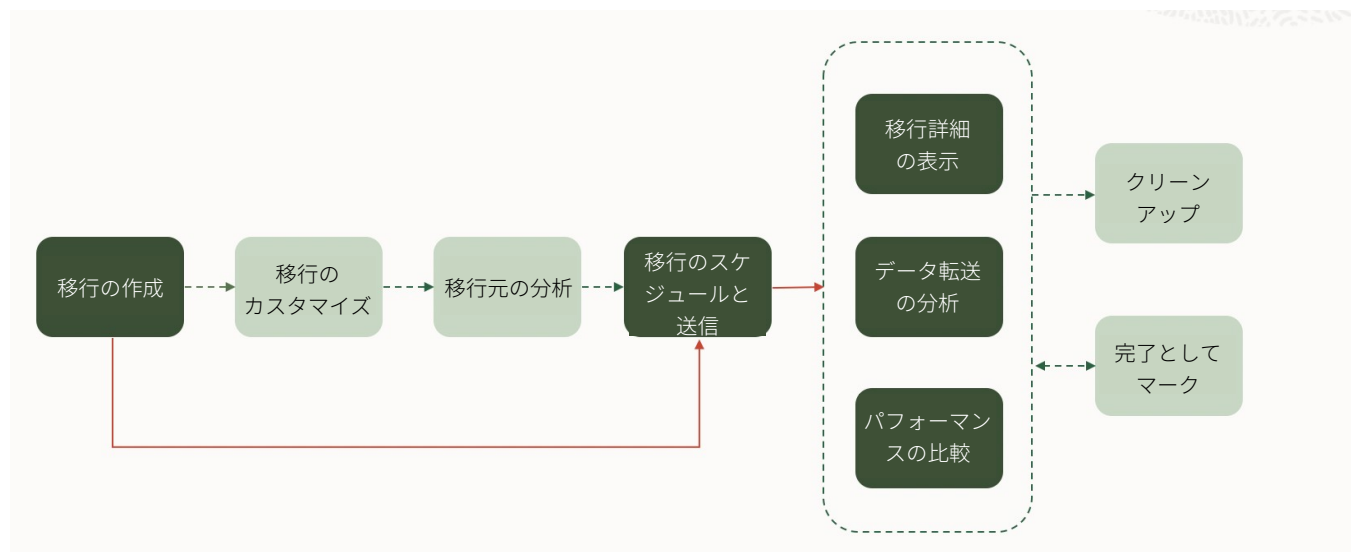 移行の作成
移行の
カスタマイズ
移行元の分析
移行のスケ
ジュールと
送信
移行詳細
の表示
データ転送
の分析
パフォーマン
スの比較
クリーン
アップ
完了として
マーク